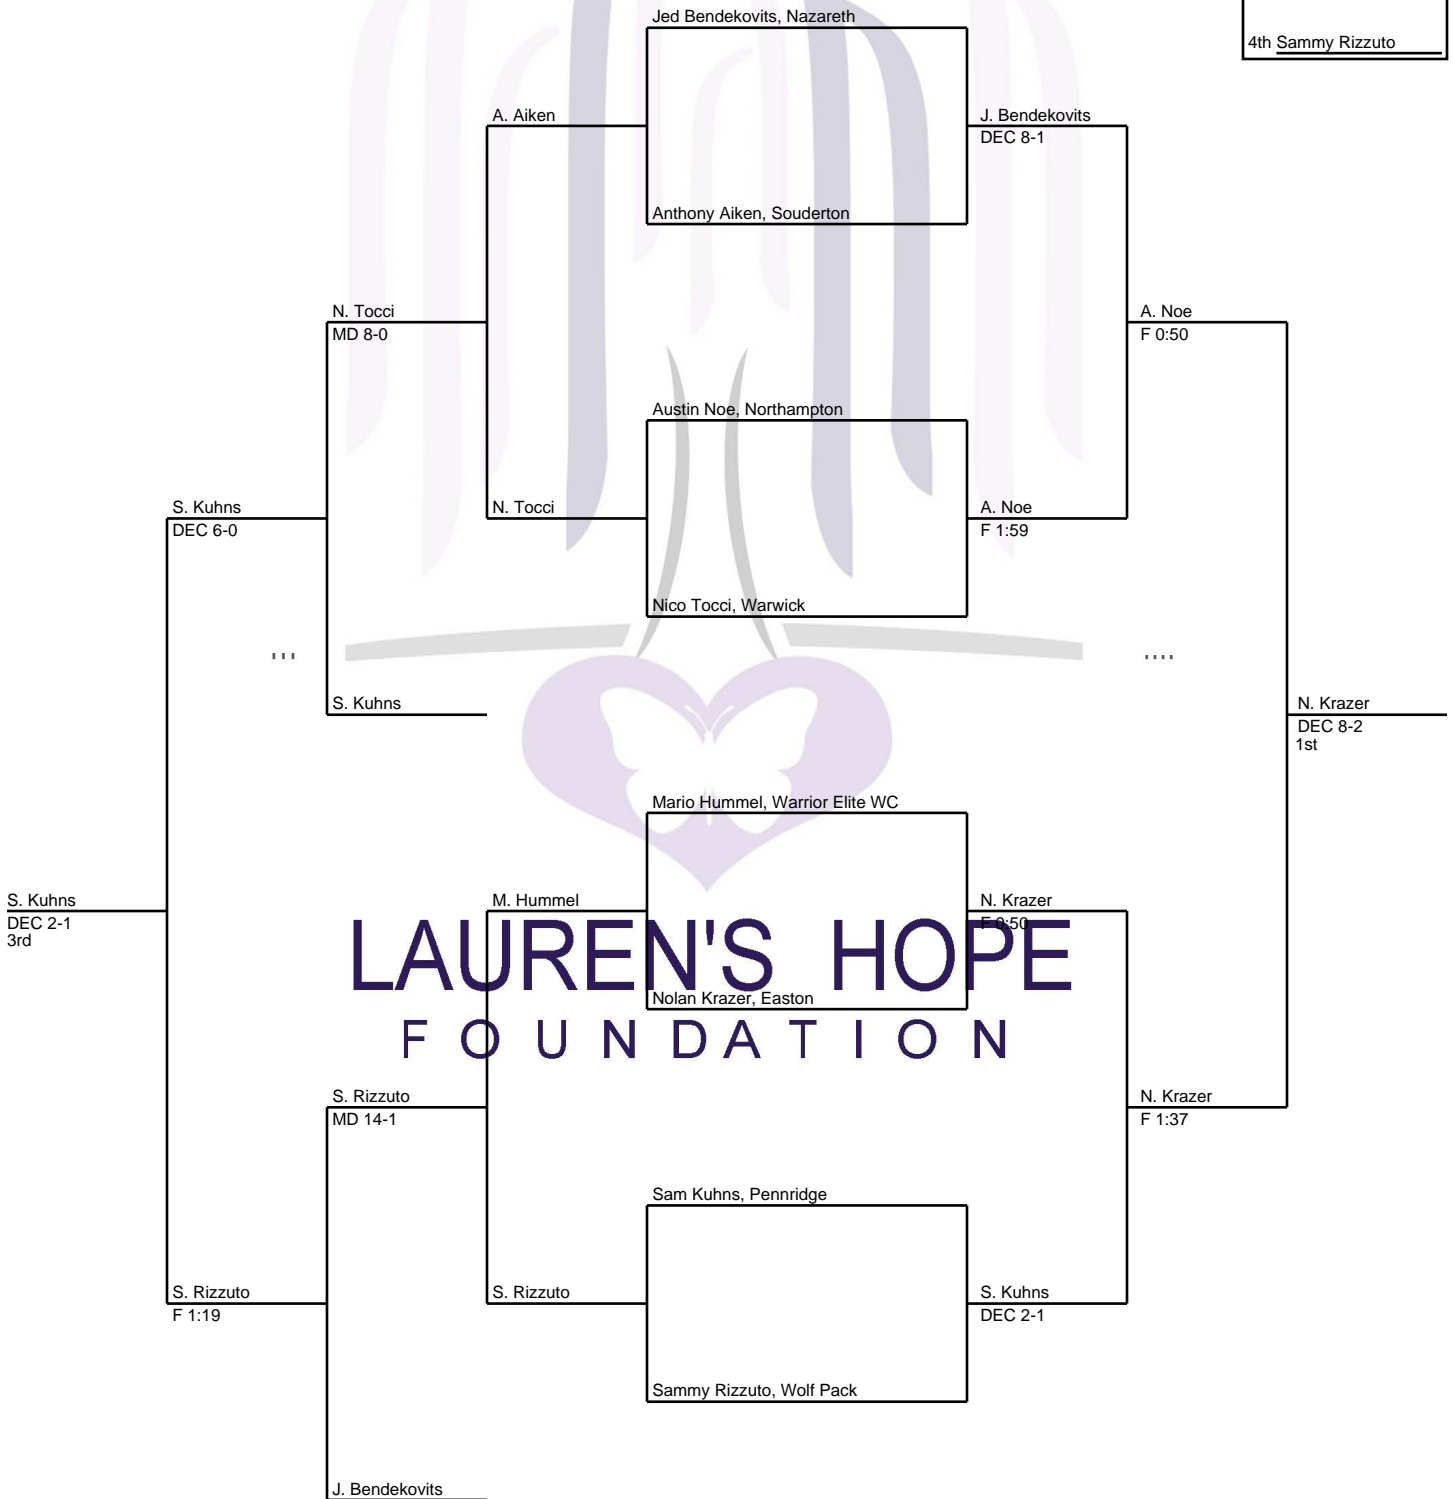 Jed Bendekovits, Nazareth
4th Sammy Rizzuto
A. Aiken
J. Bendekovits
DEC 8-1
Anthony Aiken, Souderton
N. Tocci
MD 8-0
A. Noe
F 0:50
Austin Noe, Northampton
S. Kuhns
DEC 6-0
N. Tocci
A. Noe
F 1:59
Nico Tocci, Warwick
S. Kuhns
N. Krazer
DEC 8-2
1st
Mario Hummel, Warrior Elite WC
S. Kuhns
DEC 2-1
3rd
M. Hummel
N. Krazer
F 0:50
LAUREN'S HOPE
Nolan Krazer, Easton
FOUNDATION
S. Rizzuto
MD 14-1
N. Krazer
F 1:37
Sam Kuhns, Pennridge
S. Rizzuto
F 1:19
S. Rizzuto
S. Kuhns
DEC 2-1
Sammy Rizzuto, Wolf Pack
J. Bendekovits